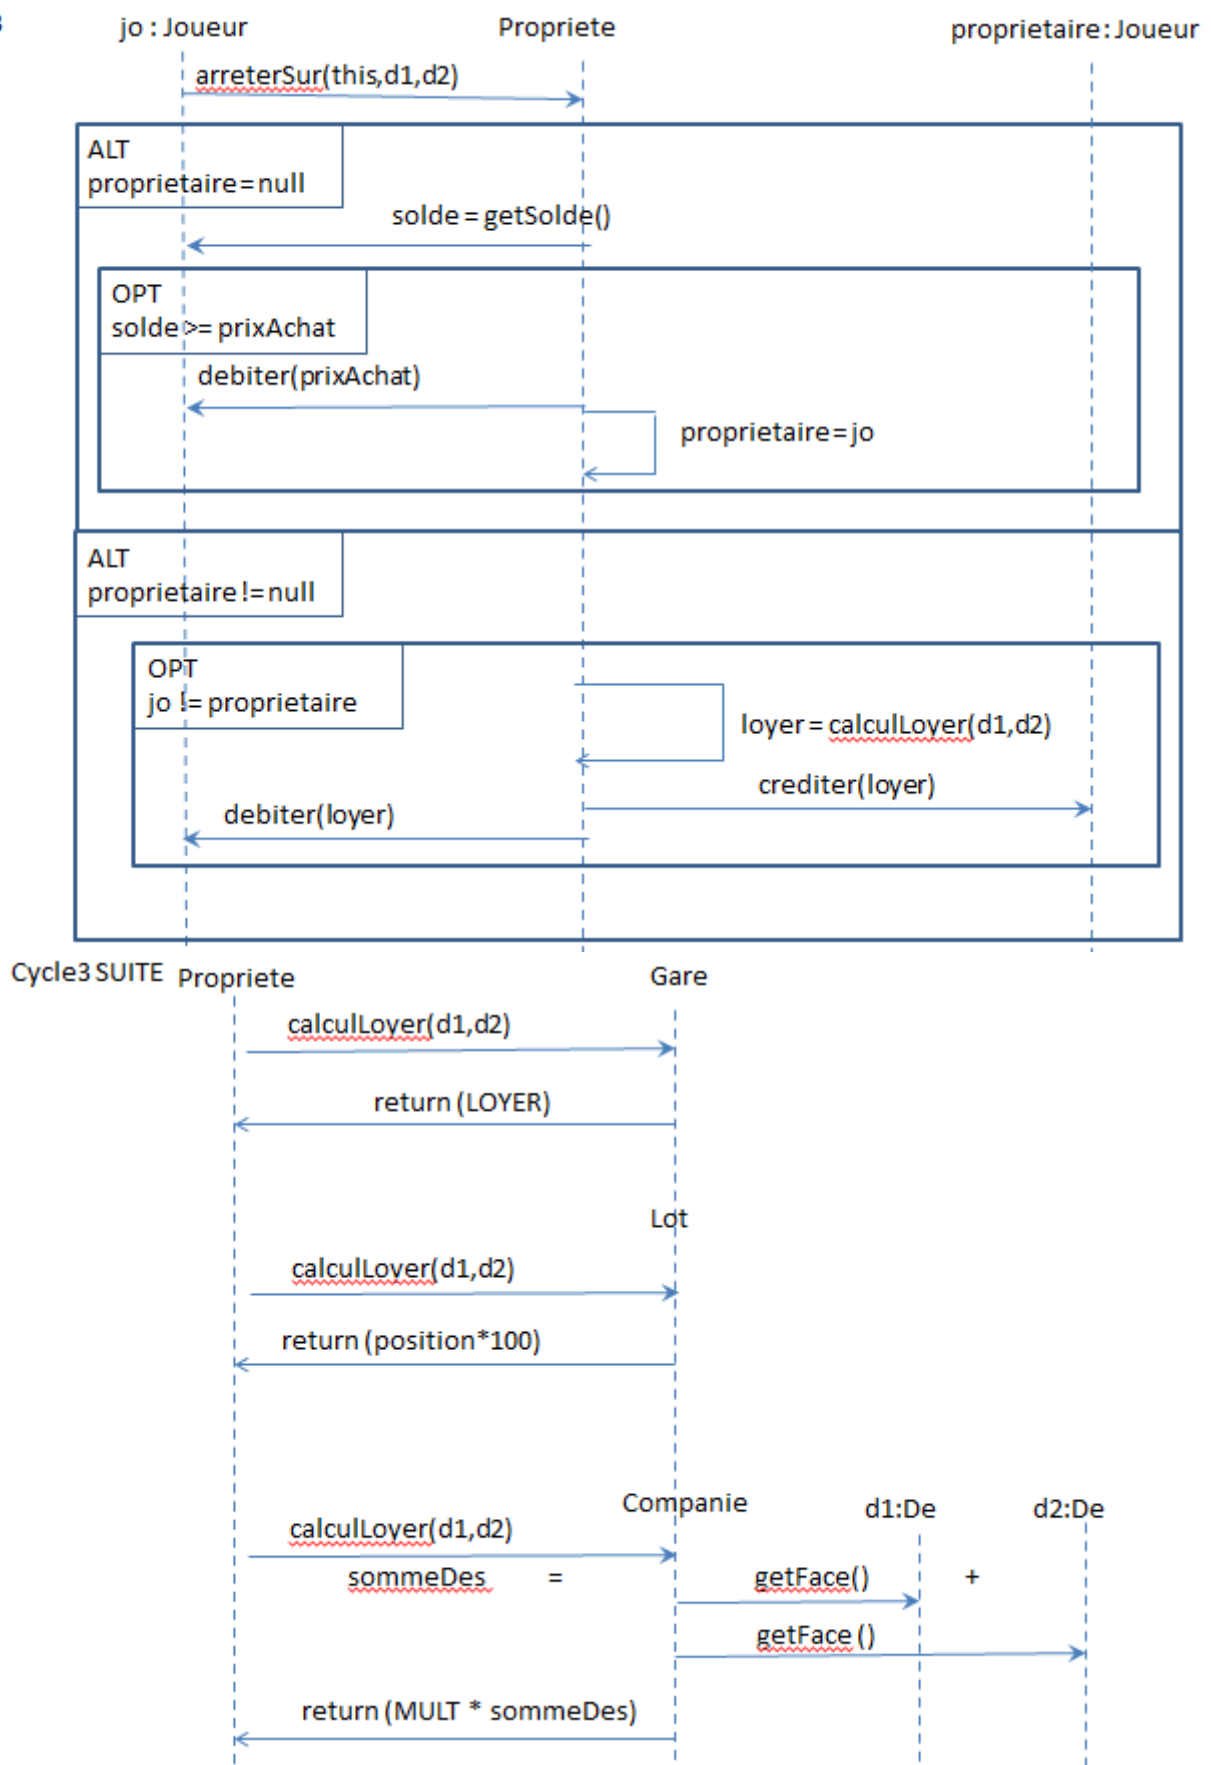 jo : Joueur Propriete proprietaire : Joueur
arreterSur(this,d1,d2)
ALT
proprietaire = null
solde = getSolde()
OPT
solde >= prixAchat
debiter(prixAchat)
proprietaire = jo
ALT
proprietaire != null
OPT
jo != proprietaire
loyer = calculLoyer(d1,d2)
crediter(loyer)
debiter(loyer)
Cycle3 SUITE Propriete Gare
calculLoyer(d1,d2)
return (LOYER)
Lot
calculLoyer(d1,d2)
return (position*100)
Companie d1:De d2:De
calculLoyer(d1,d2)
sommeDes = getFace() +
getFace ()
return (MULT * sommeDes)